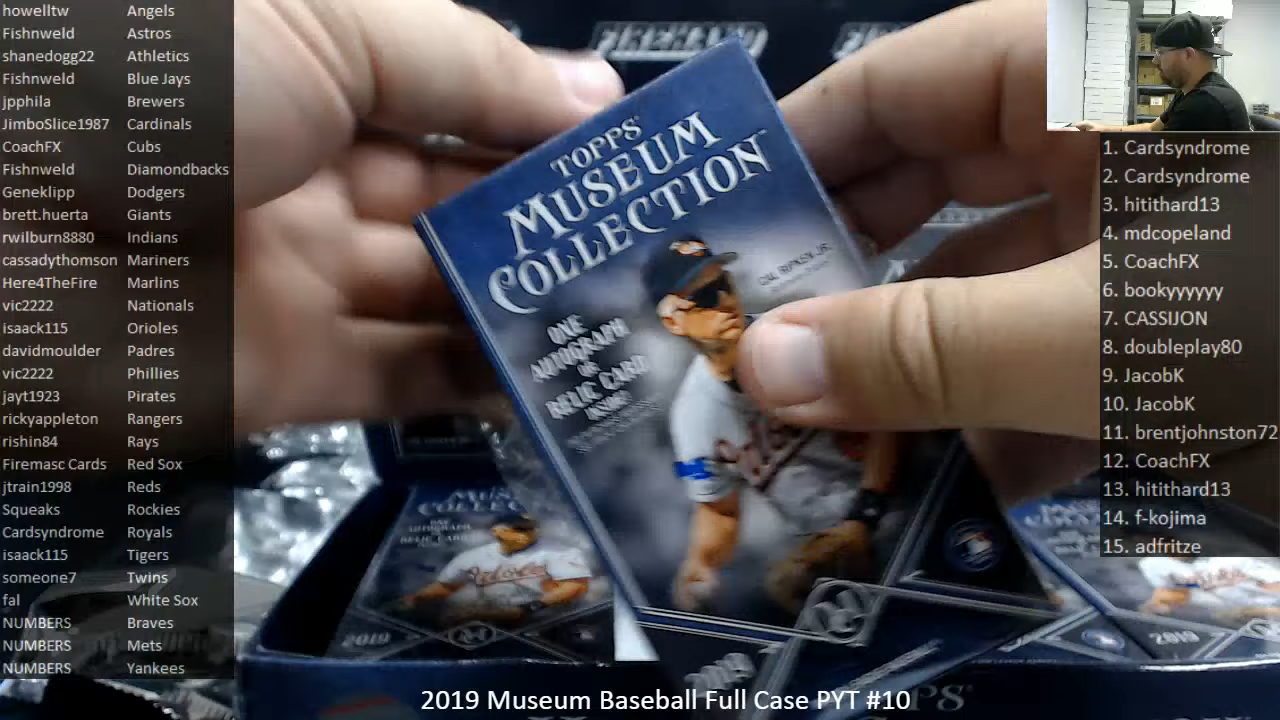 howelltw Angels
Fishnweld Astros
shanedogg22 Athletics
Fishnweld Blue Jays
jpphila Brewers
JimboSlice1987 Cardinals
CoachFX Cubs
Fishnweld Diamondbacks
Geneklipp Dodgers
brett.huerta Giants
rwilburn8880 Indians
cassadythomson Mariners
Here4TheFire Marlins
vic2222 Nationals
isaack115 Orioles
davidmoulder Padres
vic2222 Phillies
jayt1923 Pirates
rickyappleton Rangers
rishin84 Rays
Firemasc Cards Red Sox
jtrain1998 Reds
Squeaks Rockies
Cardsyndrome Royals
isaack115 Tigers
someone7 Twins
fal White Sox
NUMBERS Braves
NUMBERS Mets
NUMBERS Yankees
TOPPS
MUSEUM
COLLECTION
CAL RIPKEN JR.
ONE
AUTOGRAPH
OR
RELIC CARD
INSIDE!
2019
2019
2019
1. Cardsyndrome
2. Cardsyndrome
3. hitithard13
4. mdcopeland
5. CoachFX
6. bookyyyyyy
7. CASSIJON
8. doubleplay80
9. JacobK
10. JacobK
11. brentjohnston72
12. CoachFX
13. hitithard13
14. f-kojima
15. adfritze
2019 Museum Baseball Full Case PYT #10